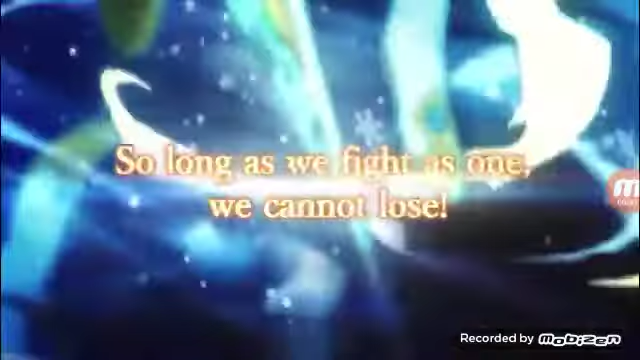 So long as we fight as one,
we cannot lose!
Recorded by Mobizen